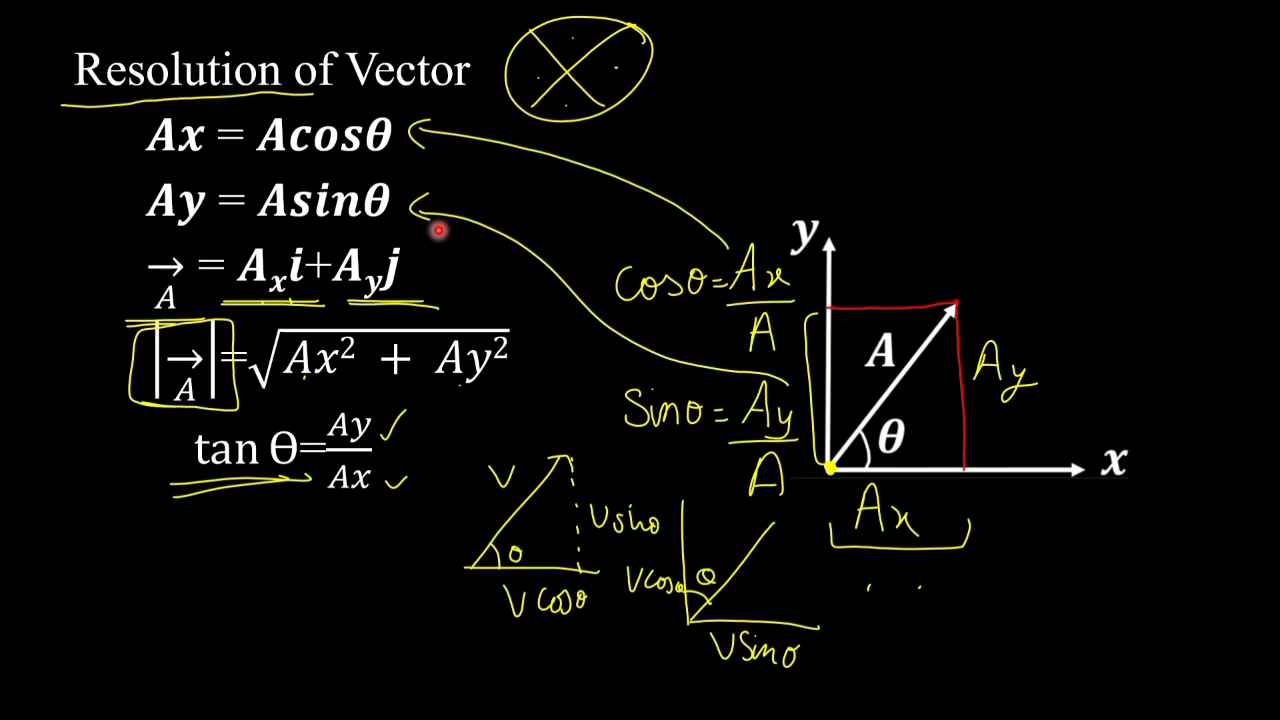 Resolution of Vector
Ax = Acosθ
Ay = Asinθ
→
A = Axi+Ayj
|→
A| = √Ax² + Ay²
tan Θ = Ay/Ax
y
Cosθ = Ax/A
A
Ay
Sinθ = Ay/A
θ
x
Ax
V
θ
Vsinθ
Vcosθ
Vcosθ
θ
Vsinθ